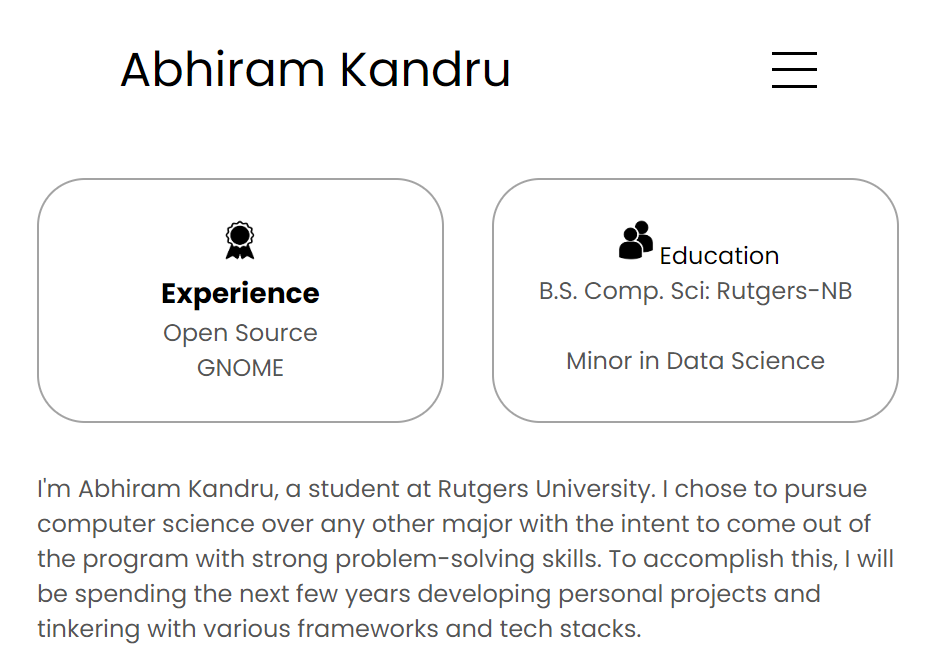 Abhiram Kandru
Experience
Open Source
GNOME
Education
B.S. Comp. Sci: Rutgers-NB
Minor in Data Science
I'm Abhiram Kandru, a student at Rutgers University. I chose to pursue
computer science over any other major with the intent to come out of
the program with strong problem-solving skills. To accomplish this, I will
be spending the next few years developing personal projects and
tinkering with various frameworks and tech stacks.